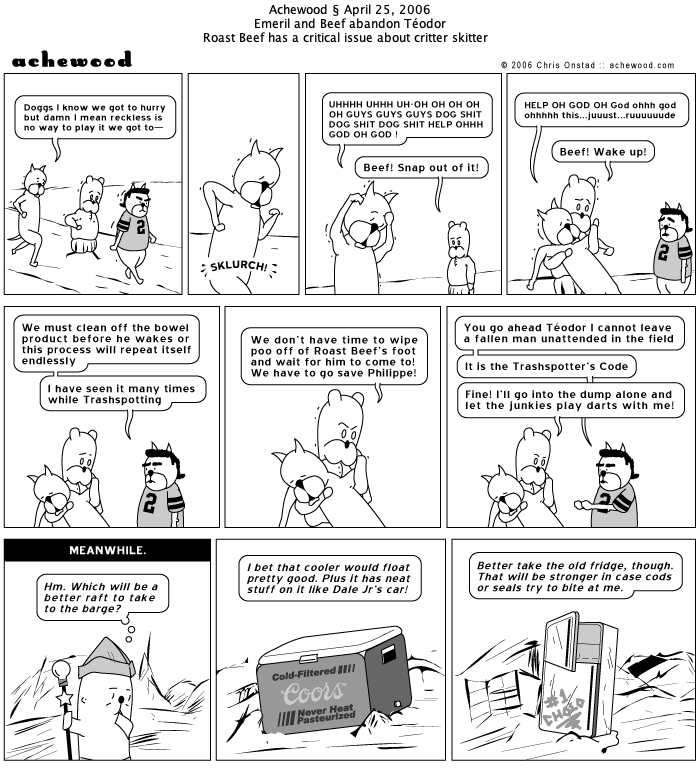 Achewood § April 25, 2006
Emeril and Beef abandon Téodor
Roast Beef has a critical issue about critter skitter
achewood
© 2006 Chris Onstad :: achewood.com
Doggs I know we got to hurry
but damn I mean reckless is
no way to play it we got to—
2
SKLURCH!
UHHHH UHHH UH-OH OH OH OH
OH GUYS GUYS GUYS DOG SHIT
DOG SHIT DOG SHIT HELP OHHH
GOD OH GOD !
Beef! Snap out of it!
HELP OH GOD OH God ohhh god
ohhhhh this...juuust...ruuuuuude
Beef! Wake up!
2
We must clean off the bowel
product before he wakes or
this process will repeat itself
endlessly
I have seen it many times
while Trashspotting
2
We don't have time to wipe
poo off of Roast Beef's foot
and wait for him to come to!
We have to go save Philippe!
You go ahead Téodor I cannot leave
a fallen man unattended in the field
It is the Trashspotter's Code
Fine! I'll go into the dump alone and
let the junkies play darts with me!
2
MEANWHILE.
Hm. Which will be a
better raft to take
to the barge?
I bet that cooler would float
pretty good. Plus it has neat
stuff on it like Dale Jr's car!
Cold-Filtered
Coors
Never Heat
Pasteurized
Better take the old fridge, though.
That will be stronger in case cods
or seals try to bite at me.
#1
CHOLO